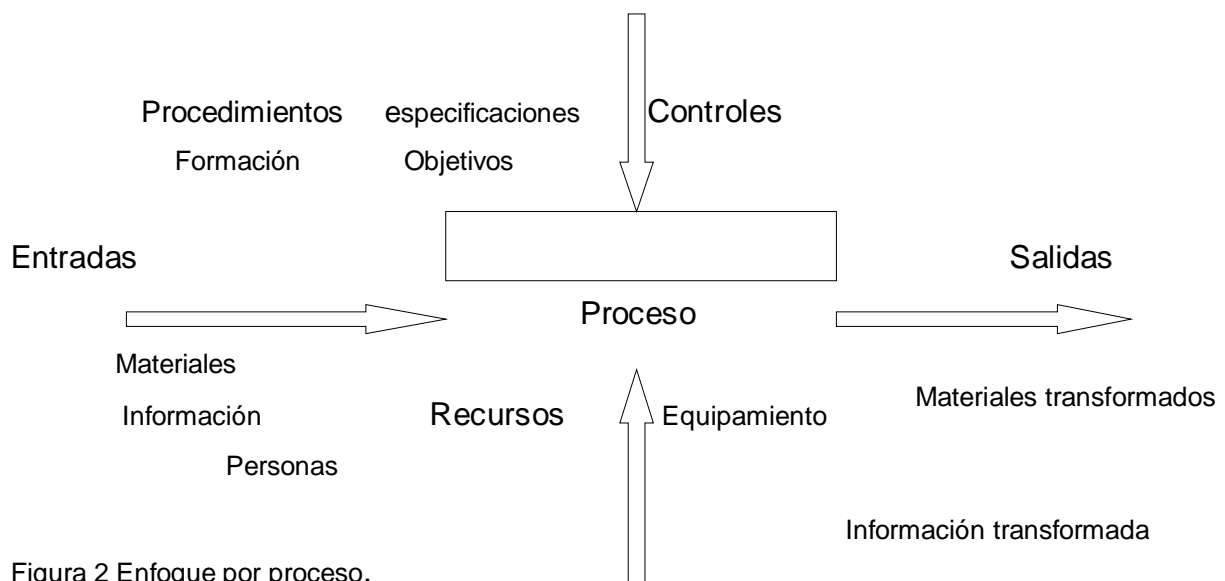 Procedimientos especificaciones Controles
Formación Objetivos
Entradas Salidas
Proceso
Materiales
Materiales transformados
Información Recursos Equipamiento
Personas
Información transformada
Figura 2 Enfoque por proceso.